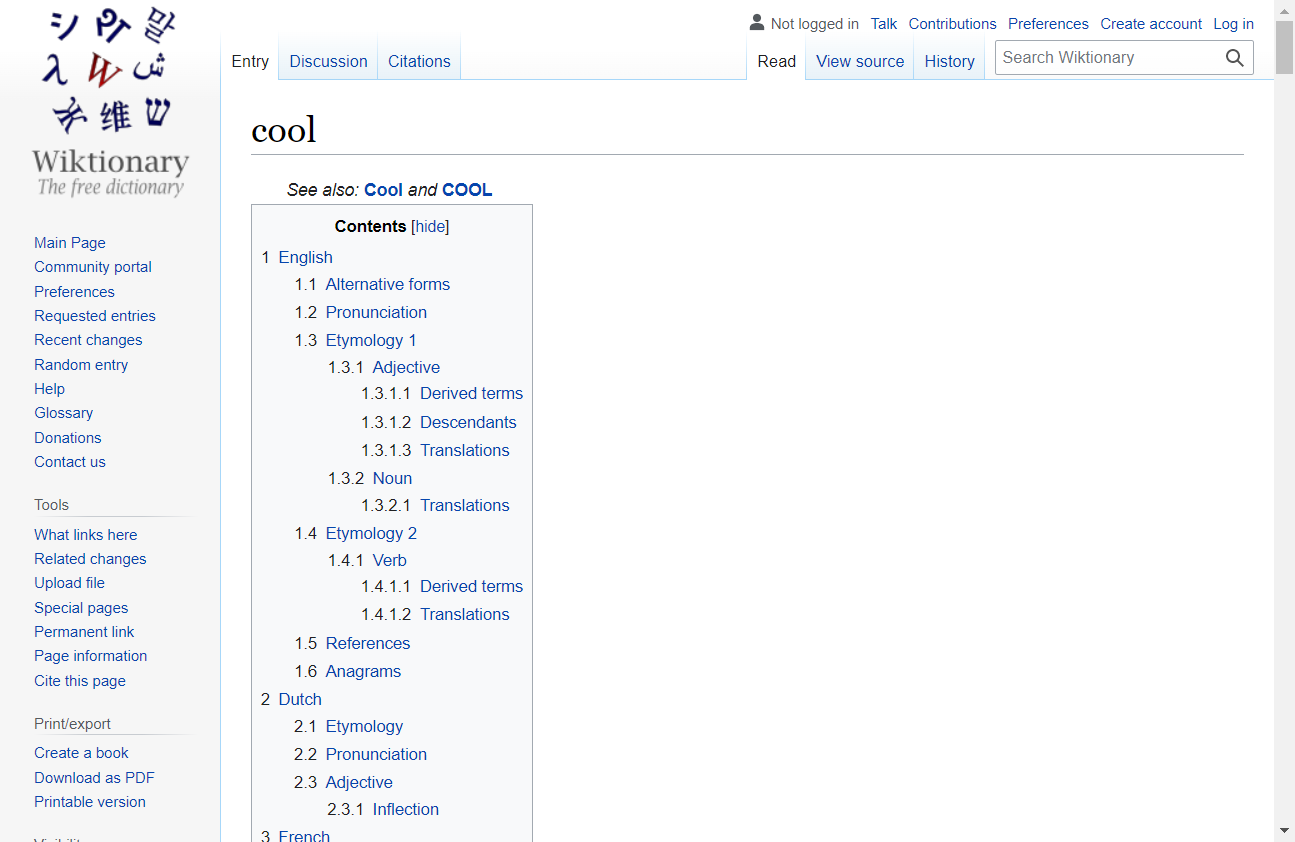 Wiktionary
The free dictionary
Not logged in Talk Contributions Preferences Create account Log in
Entry Discussion Citations Read View source History Search Wiktionary
cool
See also: Cool and COOL
Contents [hide]
1 English
1.1 Alternative forms
1.2 Pronunciation
1.3 Etymology 1
1.3.1 Adjective
1.3.1.1 Derived terms
1.3.1.2 Descendants
1.3.1.3 Translations
1.3.2 Noun
1.3.2.1 Translations
1.4 Etymology 2
1.4.1 Verb
1.4.1.1 Derived terms
1.4.1.2 Translations
1.5 References
1.6 Anagrams
2 Dutch
2.1 Etymology
2.2 Pronunciation
2.3 Adjective
2.3.1 Inflection
3 French
Main Page
Community portal
Preferences
Requested entries
Recent changes
Random entry
Help
Glossary
Donations
Contact us
Tools
What links here
Related changes
Upload file
Special pages
Permanent link
Page information
Cite this page
Print/export
Create a book
Download as PDF
Printable version